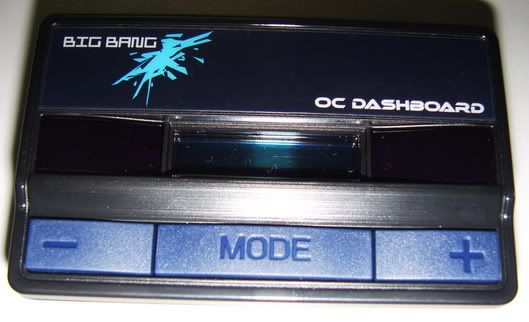 BIG BANG
OC DASHBOARD
- MODE +